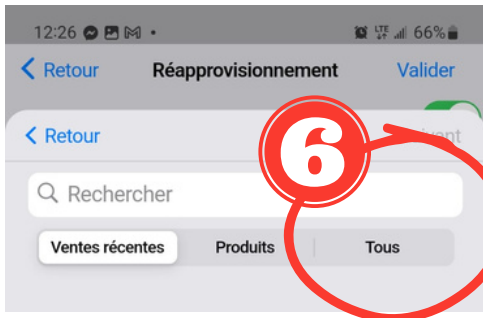 12:26 66%
Retour Réapprovisionnement Valider
Retour
6
Rechercher
Ventes récentes Produits Tous